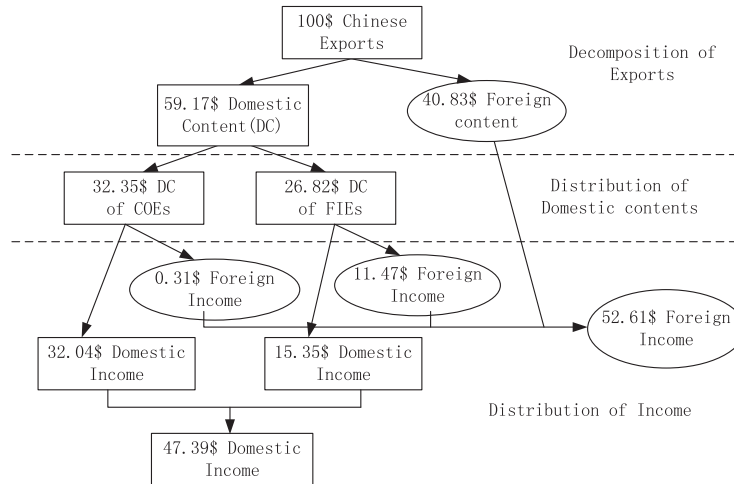 100$ Chinese
Exports
Decomposition of
Exports
59.17$ Domestic
Content(DC)
40.83$ Foreign
content
32.35$ DC
of COEs
26.82$ DC
of FIEs
Distribution of
Domestic contents
0.31$ Foreign
Income
11.47$ Foreign
Income
52.61$ Foreign
Income
32.04$ Domestic
Income
15.35$ Domestic
Income
Distribution of Income
47.39$ Domestic
Income